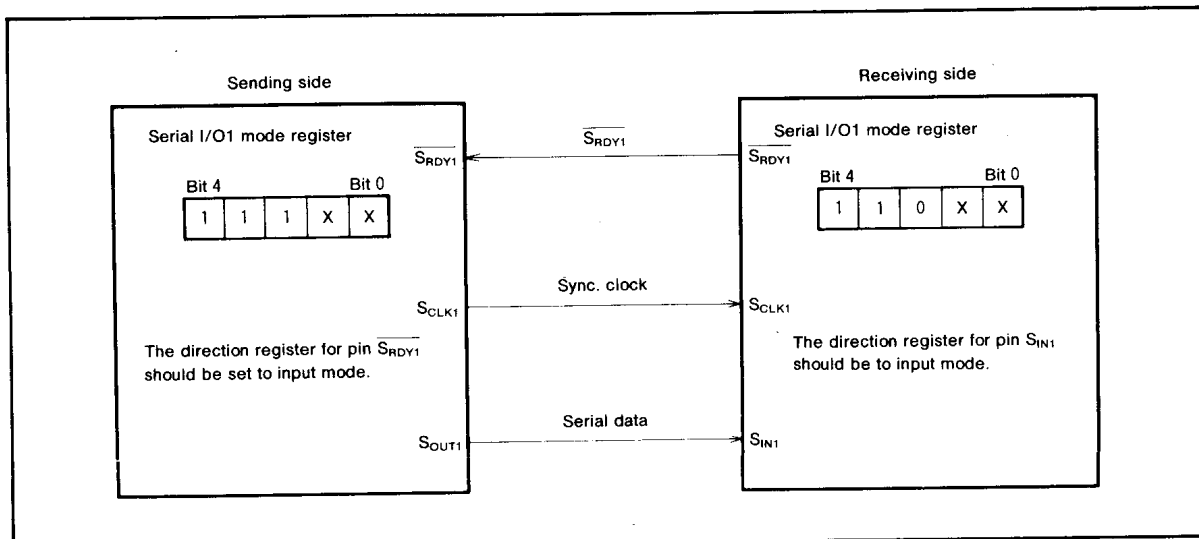 Sending side
Serial I/O1 mode register
Bit 4 Bit 0
1 1 1 X X
The direction register for pin S̅R̅D̅Y̅1̅
should be set to input mode.
S̅R̅D̅Y̅1̅
SCLK1
SOUT1
S̅R̅D̅Y̅1̅
Sync. clock
Serial data
Receiving side
Serial I/O1 mode register
S̅R̅D̅Y̅1̅
Bit 4 Bit 0
1 1 0 X X
SCLK1
The direction register for pin SIN1
should be to input mode.
SIN1